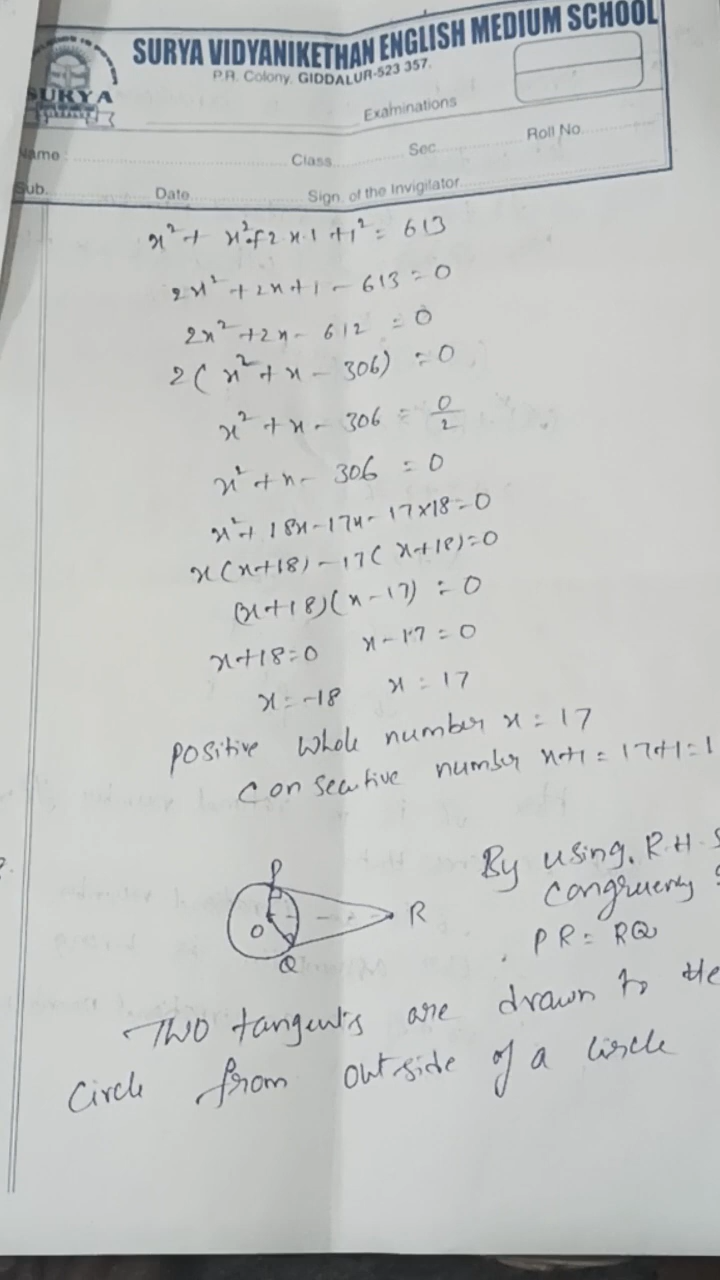 SURYA VIDYANIKETHAN ENGLISH MEDIUM SCHOOL
P.R. Colony, GIDDALUR-523 357.
SURYA
Examinations
Name : Class Sec. Roll No.
Sub. Date Sign. of the Invigilator
x² + x² + 2·x·1 + 1² = 613
2x² + 2x + 1 - 613 = 0
2x² + 2x - 612 = 0
2(x² + x - 306) = 0
x² + x - 306 = 0/2
x² + x - 306 = 0
x² + 18x - 17x - 17×18 = 0
x(x+18) - 17(x+18) = 0
(x+18)(x-17) = 0
x+18=0 x-17=0
x=-18 x=17
positive whole number x = 17
consecutive number x+1 = 17+1=1
P
O
Q
R
By using R.H.S
congruency
PR = RQ
Two tangents are drawn to the
circle from outside of a circle